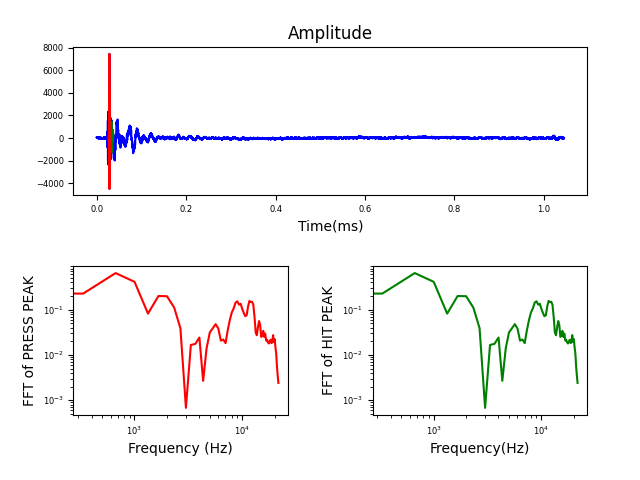 Amplitude
8000
6000
4000
2000
0
−2000
−4000
0.0 0.2 0.4 0.6 0.8 1.0
Time(ms)
FFT of PRESS PEAK
10⁻¹
10⁻²
10⁻³
10³ 10⁴
Frequency (Hz)
FFT of HIT PEAK
10⁻¹
10⁻²
10⁻³
10³ 10⁴
Frequency(Hz)